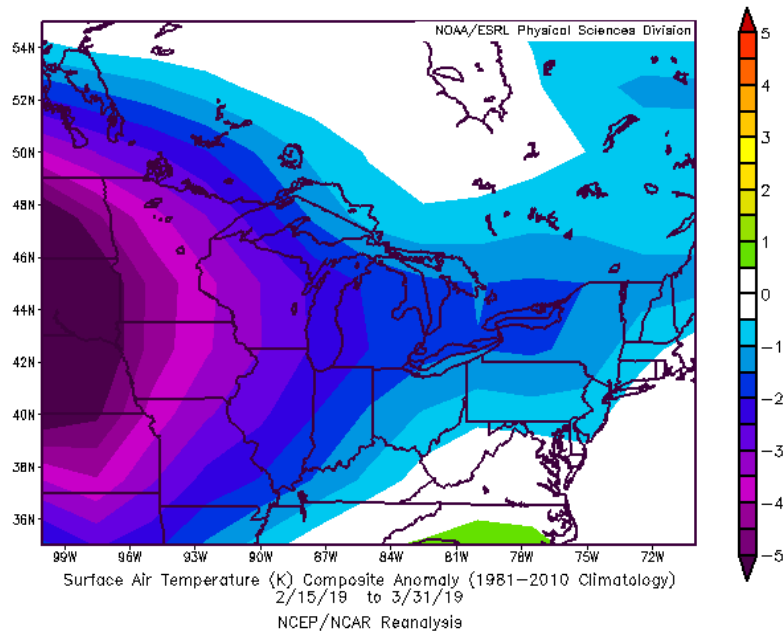 NOAA/ESRL Physical Sciences Division
54N
52N
50N
48N
46N
44N
42N
40N
38N
36N
99W 96W 93W 90W 87W 84W 81W 78W 75W 72W
5
4
3
2
1
0
-1
-2
-3
-4
-5
Surface Air Temperature (K) Composite Anomaly (1981-2010 Climatology)
2/15/19 to 3/31/19
NCEP/NCAR Reanalysis